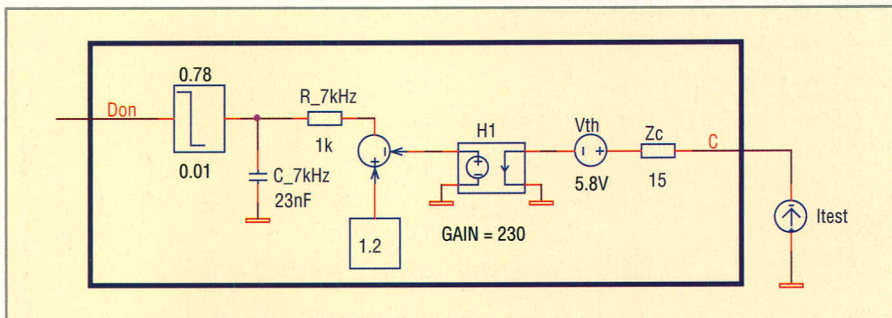 0.78
Don
0.01
R_7kHz
1k
C_7kHz
23nF
1.2
H1
GAIN = 230
Vth
5.8V
Zc
15
C
Itest